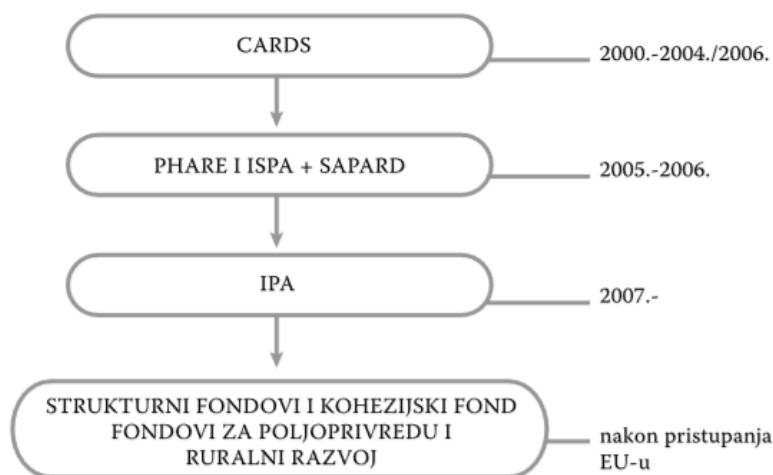 CARDS
2000.-2004./2006.
PHARE I ISPA + SAPARD
2005.-2006.
IPA
2007.-
STRUKTURNI FONDOVI I KOHEZIJSKI FOND
FONDOVI ZA POLJOPRIVREDU I
RURALNI RAZVOJ
nakon pristupanja
EU-u